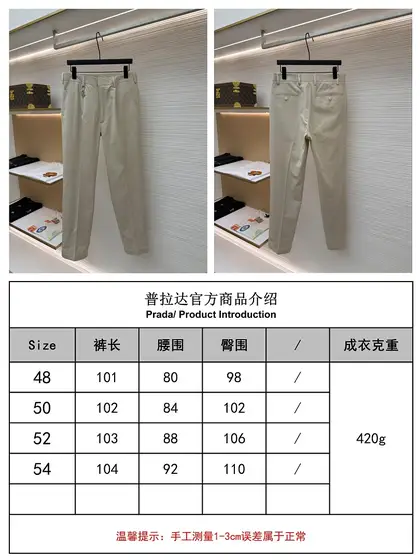 普拉达官方商品介绍
Prada/ Product Introduction
Size 裤长 腰围 臀围 / 成衣克重
48 101 80 98 /
50 102 84 102 /
52 103 88 106 / 420g
54 104 92 110 /
/
温馨提示: 手工测量1-3cm误差属于正常